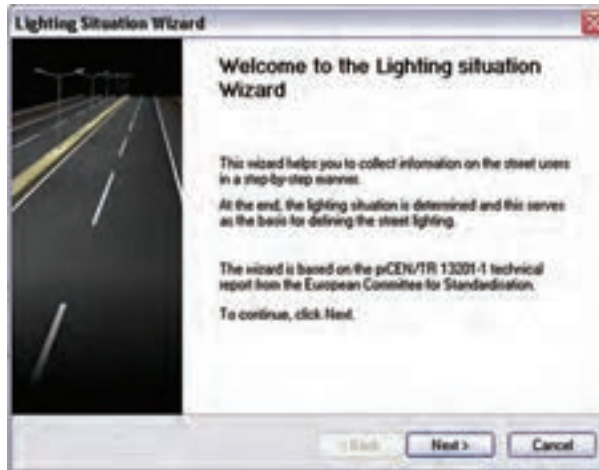 Lighting Situation Wizard
Welcome to the Lighting situation
Wizard
This wizard helps you to collect information on the street users
in a step-by-step manner.
At the end, the lighting situation is determined and this serves
as the basis for defining the street lighting.
The wizard is based on the prCEN/TR 13201-1 technical
report from the European Committee for Standardisation.
To continue, click Next.
< Back
Next >
Cancel